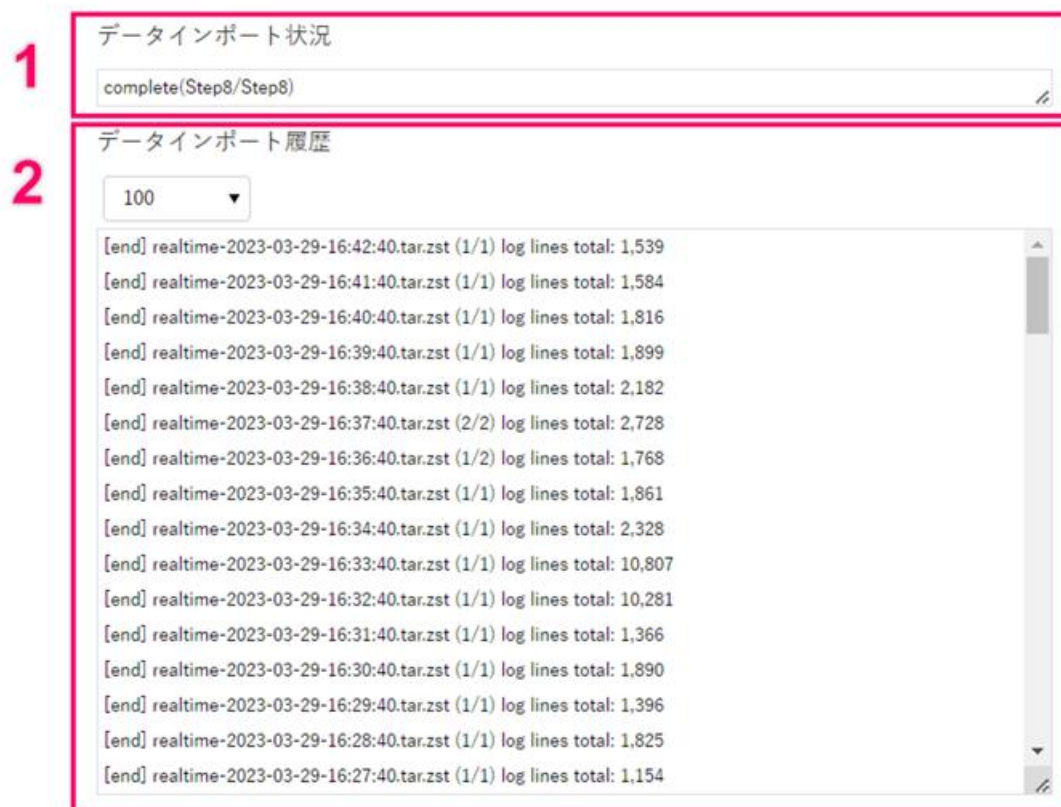 1
データインポート状況
complete(Step8/Step8)
2
データインポート履歴
100
[end] realtime-2023-03-29-16:42:40.tar.zst (1/1) log lines total: 1,539
[end] realtime-2023-03-29-16:41:40.tar.zst (1/1) log lines total: 1,584
[end] realtime-2023-03-29-16:40:40.tar.zst (1/1) log lines total: 1,816
[end] realtime-2023-03-29-16:39:40.tar.zst (1/1) log lines total: 1,899
[end] realtime-2023-03-29-16:38:40.tar.zst (1/1) log lines total: 2,182
[end] realtime-2023-03-29-16:37:40.tar.zst (2/2) log lines total: 2,728
[end] realtime-2023-03-29-16:36:40.tar.zst (1/2) log lines total: 1,768
[end] realtime-2023-03-29-16:35:40.tar.zst (1/1) log lines total: 1,861
[end] realtime-2023-03-29-16:34:40.tar.zst (1/1) log lines total: 2,328
[end] realtime-2023-03-29-16:33:40.tar.zst (1/1) log lines total: 10,807
[end] realtime-2023-03-29-16:32:40.tar.zst (1/1) log lines total: 10,281
[end] realtime-2023-03-29-16:31:40.tar.zst (1/1) log lines total: 1,366
[end] realtime-2023-03-29-16:30:40.tar.zst (1/1) log lines total: 1,890
[end] realtime-2023-03-29-16:29:40.tar.zst (1/1) log lines total: 1,396
[end] realtime-2023-03-29-16:28:40.tar.zst (1/1) log lines total: 1,825
[end] realtime-2023-03-29-16:27:40.tar.zst (1/1) log lines total: 1,154